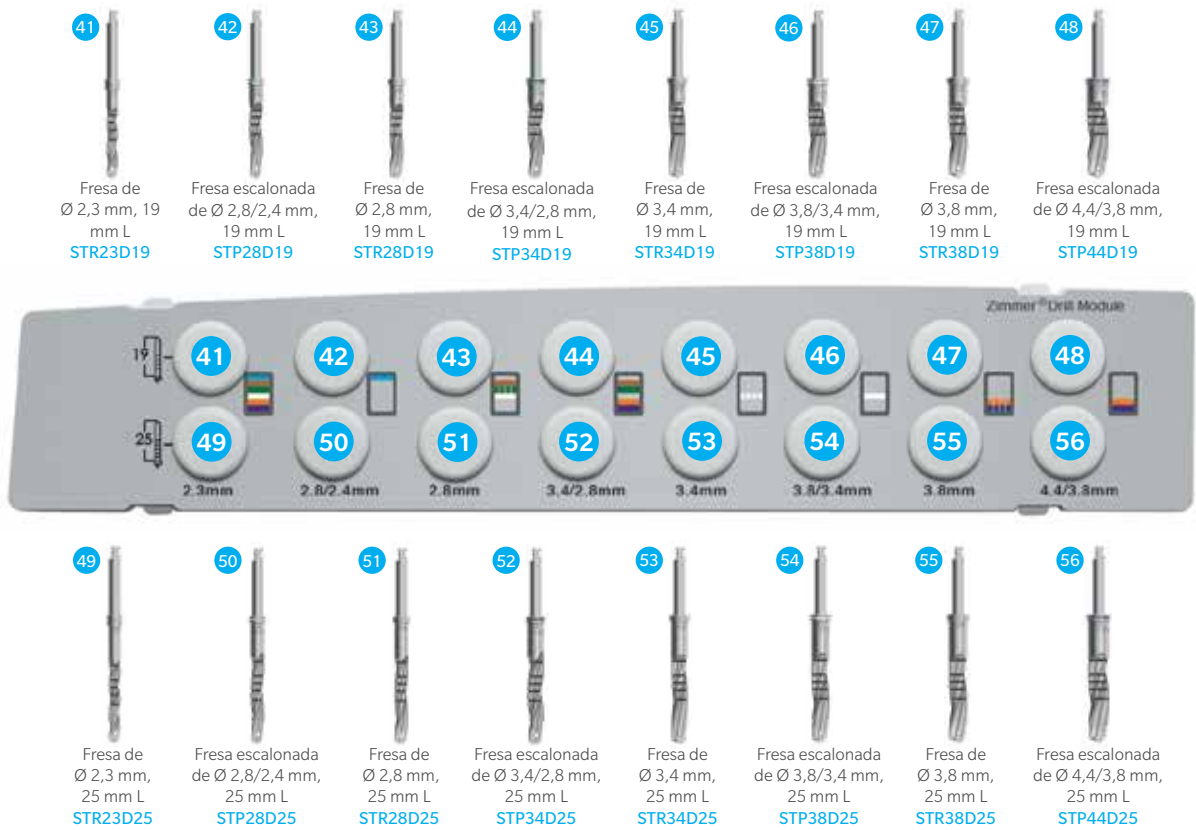 41
42
43
44
45
46
47
48
Fresa de
Ø 2,3 mm, 19
mm L
STR23D19
Fresa escalonada
de Ø 2,8/2,4 mm,
19 mm L
STP28D19
Fresa de
Ø 2,8 mm,
19 mm L
STR28D19
Fresa escalonada
de Ø 3,4/2,8 mm,
19 mm L
STP34D19
Fresa de
Ø 3,4 mm,
19 mm L
STR34D19
Fresa escalonada
de Ø 3,8/3,4 mm,
19 mm L
STP38D19
Fresa de
Ø 3,8 mm,
19 mm L
STR38D19
Fresa escalonada
de Ø 4,4/3,8 mm,
19 mm L
STP44D19
Zimmer® Drill Module
19
41
42
43
44
45
46
47
48
25
49
50
51
52
53
54
55
56
2.3mm
2.8/2.4mm
2.8mm
3.4/2.8mm
3.4mm
3.8/3.4mm
3.8mm
4.4/3.8mm
49
50
51
52
53
54
55
56
Fresa de
Ø 2,3 mm,
25 mm L
STR23D25
Fresa escalonada
de Ø 2,8/2,4 mm,
25 mm L
STP28D25
Fresa de
Ø 2,8 mm,
25 mm L
STR28D25
Fresa escalonada
de Ø 3,4/2,8 mm,
25 mm L
STP34D25
Fresa de
Ø 3,4 mm,
25 mm L
STR34D25
Fresa escalonada
de Ø 3,8/3,4 mm,
25 mm L
STP38D25
Fresa de
Ø 3,8 mm,
25 mm L
STR38D25
Fresa escalonada
de Ø 4,4/3,8 mm,
25 mm L
STP44D25